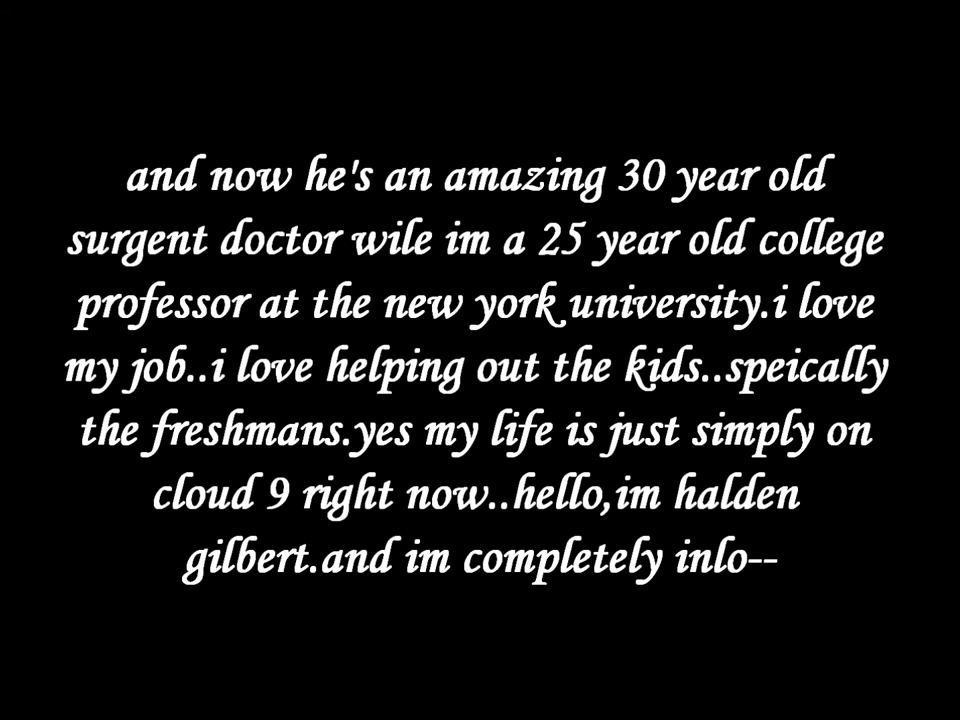 and now he's an amazing 30 year old
surgent doctor wile im a 25 year old college
professor at the new york university.i love
my job..i love helping out the kids..speically
the freshmans.yes my life is just simply on
cloud 9 right now..hello,im halden
gilbert.and im completely inlo--